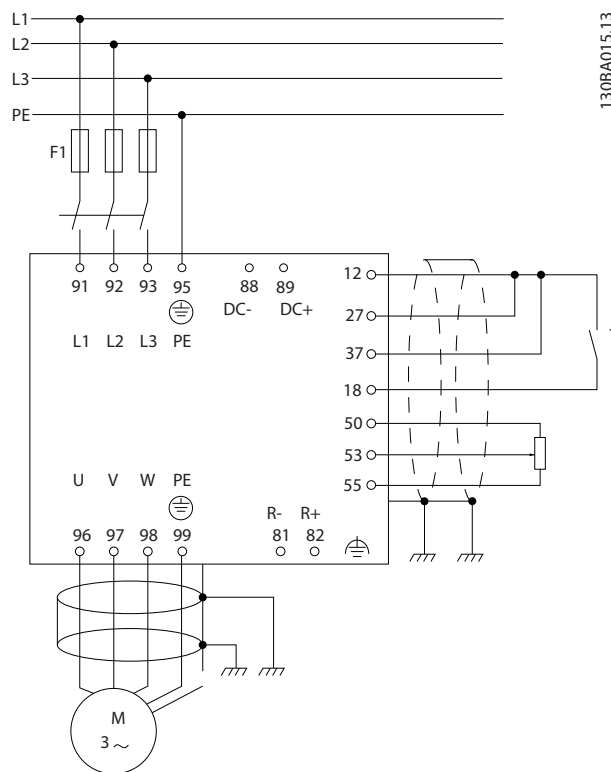 L1
L2
L3
PE
130BA015.13
F1
91 92 93 95 88 89
DC- DC+
L1 L2 L3 PE
12
27
37
18
50
53
55
U V W PE
R- R+
96 97 98 99 81 82
M
3 ~